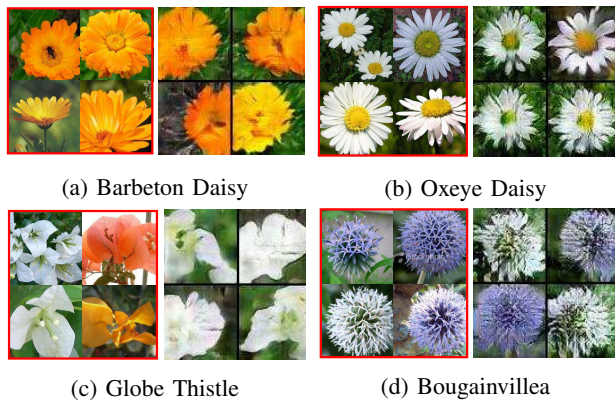 (a) Barbeton Daisy
(b) Oxeye Daisy
(c) Globe Thistle
(d) Bougainvillea